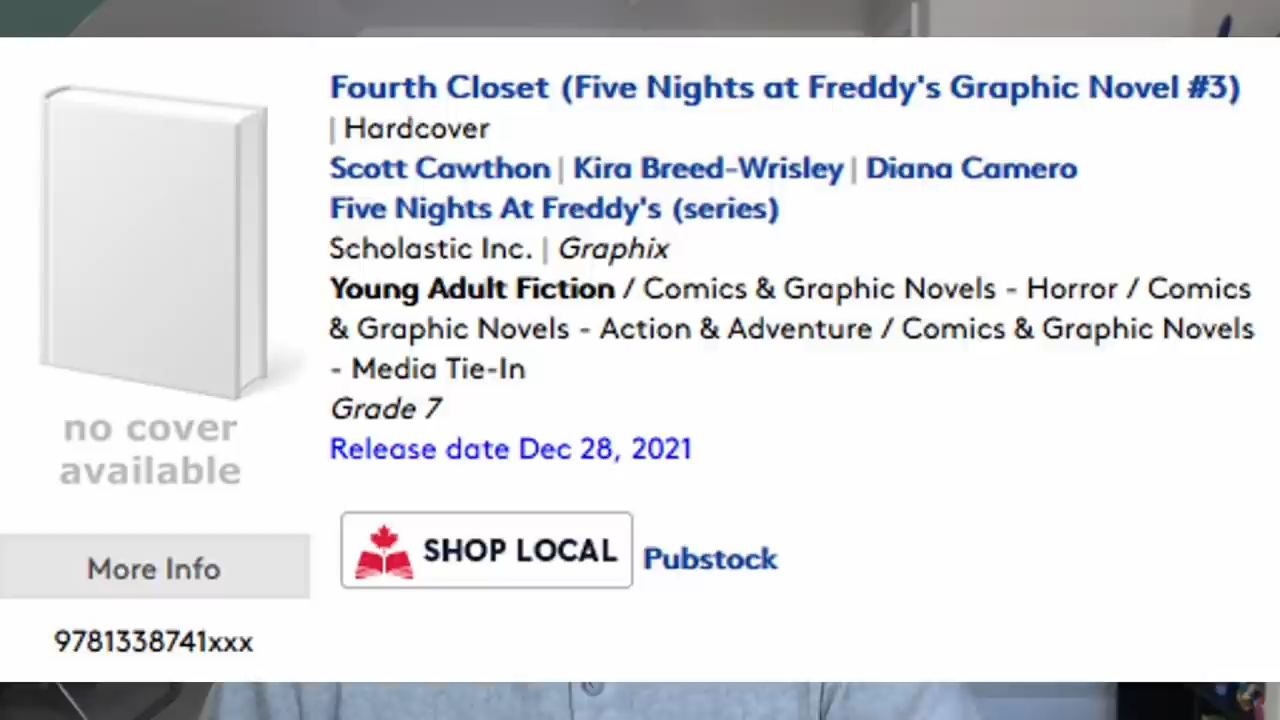 Fourth Closet (Five Nights at Freddy's Graphic Novel #3)
| Hardcover
Scott Cawthon | Kira Breed-Wrisley | Diana Camero
Five Nights At Freddy's (series)
Scholastic Inc. | Graphix
Young Adult Fiction / Comics & Graphic Novels - Horror / Comics
& Graphic Novels - Action & Adventure / Comics & Graphic Novels
- Media Tie-In
Grade 7
Release date Dec 28, 2021
no cover
available
SHOP LOCAL
Pubstock
More Info
9781338741xxx